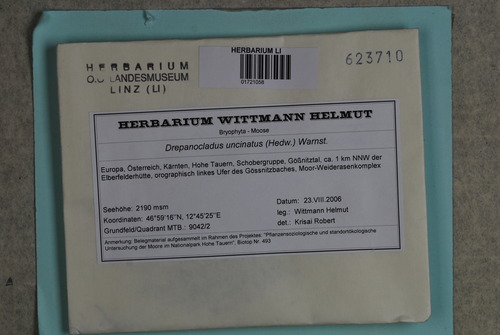 HERBARIUM
O.Ö. LANDESMUSEUM
LINZ (LI)
HERBARIUM LI
01721058
623710
HERBARIUM WITTMANN HELMUT
Bryophyta - Moose
Drepanocladus uncinatus (Hedw.) Warnst.
Europa, Österreich, Kärnten, Hohe Tauern, Schobergruppe, Gößnitztal, ca. 1 km NNW der
Elberfelderhütte, orographisch linkes Ufer des Gössnitzbaches, Moor-Weiderasenkomplex
Seehöhe: 2190 msm
Datum: 23.VIII.2006
Koordinaten: 46°59'16"N, 12°45'25"E
leg.: Wittmann Helmut
Grundfeld/Quadrant MTB.: 9042/2
det.: Krisai Robert
Anmerkung: Belegmaterial aufgesammelt im Rahmen des Projektes: "Pflanzensoziologische und standortökologische
Untersuchung der Moore im Nationalpark Hohe Tauern", Biotop Nr. 493